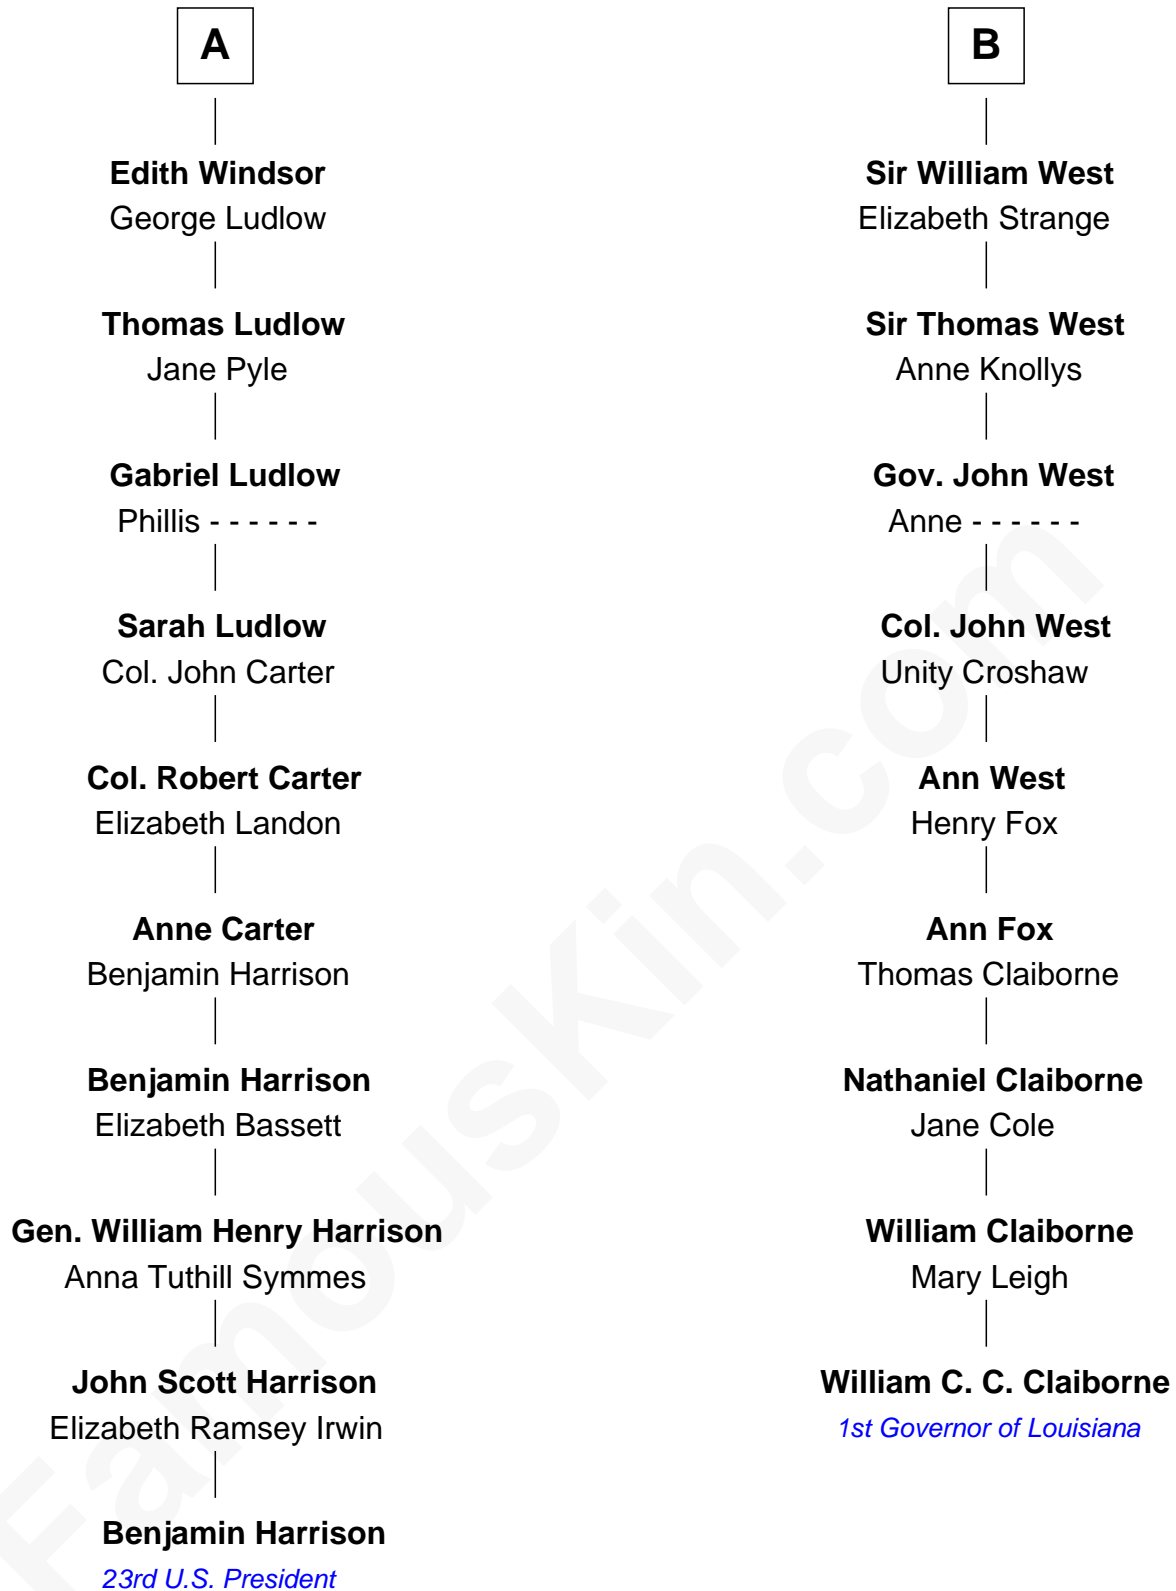 A
Edith Windsor
George Ludlow
Thomas Ludlow
Jane Pyle
Gabriel Ludlow
Phillis - - - - - -
Sarah Ludlow
Col. John Carter
Col. Robert Carter
Elizabeth Landon
Anne Carter
Benjamin Harrison
Benjamin Harrison
Elizabeth Bassett
Gen. William Henry Harrison
Anna Tuthill Symmes
John Scott Harrison
Elizabeth Ramsey Irwin
Benjamin Harrison
23rd U.S. President
B
Sir William West
Elizabeth Strange
Sir Thomas West
Anne Knollys
Gov. John West
Anne - - - - - -
Col. John West
Unity Croshaw
Ann West
Henry Fox
Ann Fox
Thomas Claiborne
Nathaniel Claiborne
Jane Cole
William Claiborne
Mary Leigh
William C. C. Claiborne
1st Governor of Louisiana
FamousKin.com